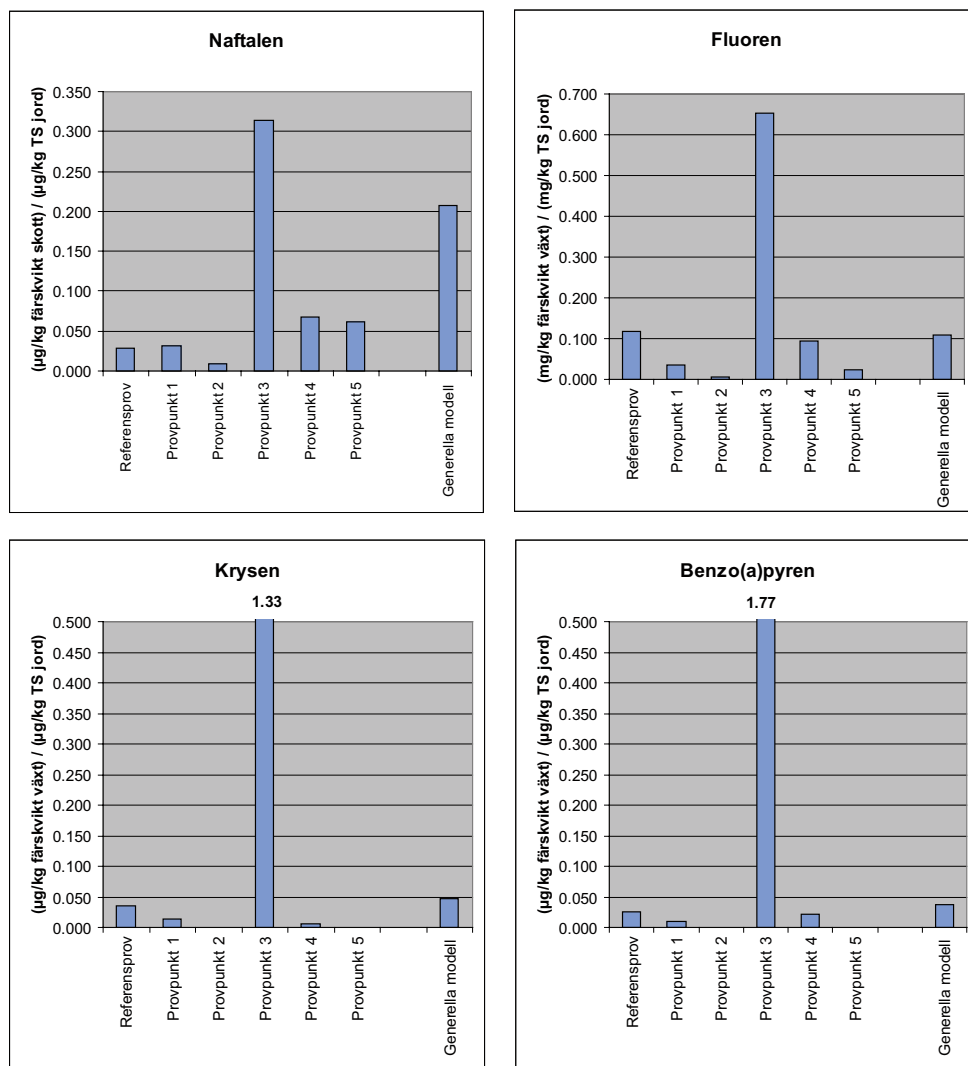 Naftalen
(µg/kg färskvikt skott) / (µg/kg TS jord)
0.350
0.300
0.250
0.200
0.150
0.100
0.050
0.000
Referensprov
Provpunkt 1
Provpunkt 2
Provpunkt 3
Provpunkt 4
Provpunkt 5
Generella modell
Fluoren
(mg/kg färskvikt växt) / (mg/kg TS jord)
0.700
0.600
0.500
0.400
0.300
0.200
0.100
0.000
Referensprov
Provpunkt 1
Provpunkt 2
Provpunkt 3
Provpunkt 4
Provpunkt 5
Generella modell
Krysen
1.33
(µg/kg färskvikt växt) / (µg/kg TS jord)
0.500
0.450
0.400
0.350
0.300
0.250
0.200
0.150
0.100
0.050
0.000
Referensprov
Provpunkt 1
Provpunkt 2
Provpunkt 3
Provpunkt 4
Provpunkt 5
Generella modell
Benzo(a)pyren
1.77
(µg/kg färskvikt växt) / (µg/kg TS jord)
0.500
0.450
0.400
0.350
0.300
0.250
0.200
0.150
0.100
0.050
0.000
Referensprov
Provpunkt 1
Provpunkt 2
Provpunkt 3
Provpunkt 4
Provpunkt 5
Generella modell